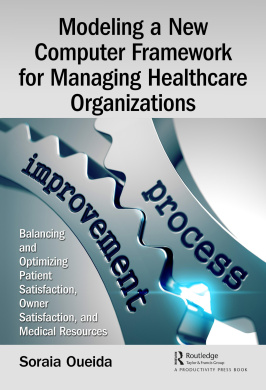 Modeling a New
Computer Framework
for Managing Healthcare
Organizations
improvement
process
Balancing
and
Optimizing
Patient
Satisfaction,
Owner
Satisfaction, and
Medical Resources
Soraia Oueida
R
Routledge
Taylor & Francis Group
A PRODUCTIVITY PRESS BOOK